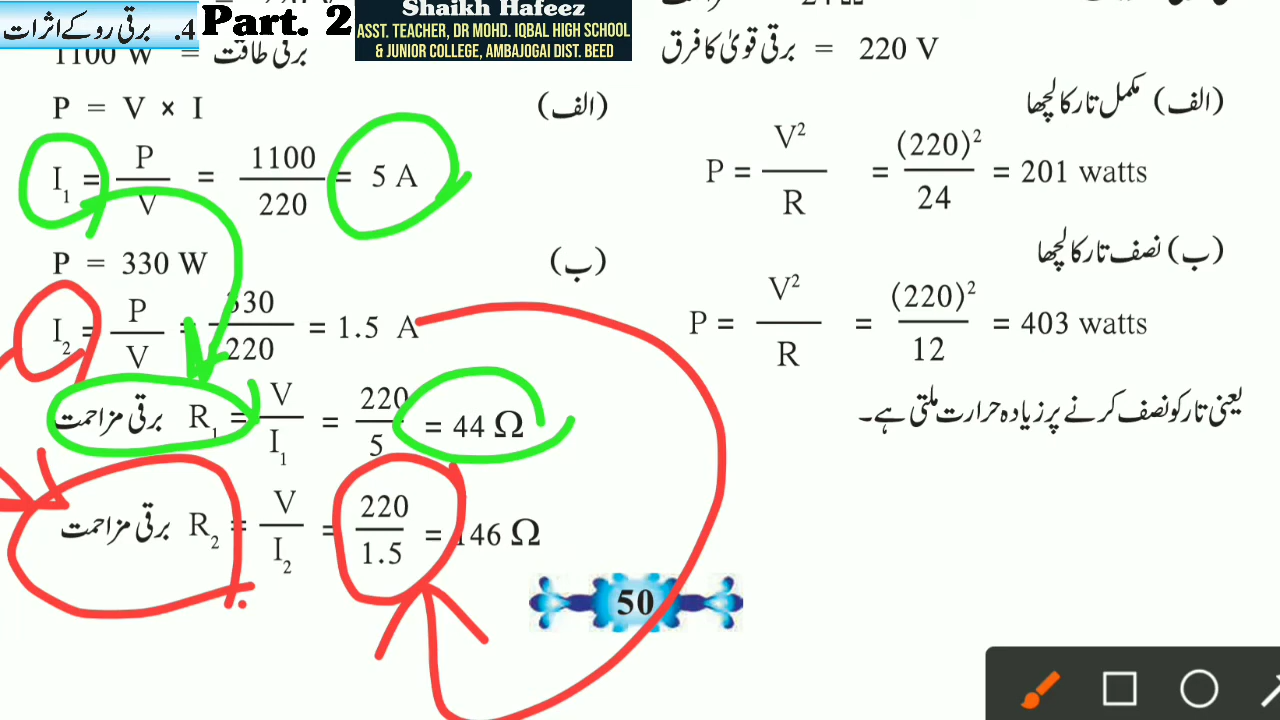 4. برقی رو کے اثرات
Part. 2
Shaikh Hafeez
ASST. TEACHER, DR MOHD. IQBAL HIGH SCHOOL
& JUNIOR COLLEGE, AMBAJOGAI DIST. BEED
برقی طاقت = 1100 W
(الف) P = V × I
I₁ = P/V = 1100/220 = 5 A
(ب) P = 330 W
I₂ = P/V = 330/220 = 1.5 A
برقی مزاحمت R₁ = V/I₁ = 220/5 = 44 Ω
برقی مزاحمت R₂ = V/I₂ = 220/1.5 = 146 Ω
برقی قویٰ کا فرق = 220 V
(الف) مکمل تار کا لچھا
P = V²/R = (220)²/24 = 201 watts
(ب) نصف تار کا لچھا
P = V²/R = (220)²/12 = 403 watts
یعنی تار کو نصف کرنے پر زیادہ حرارت ملتی ہے۔
50